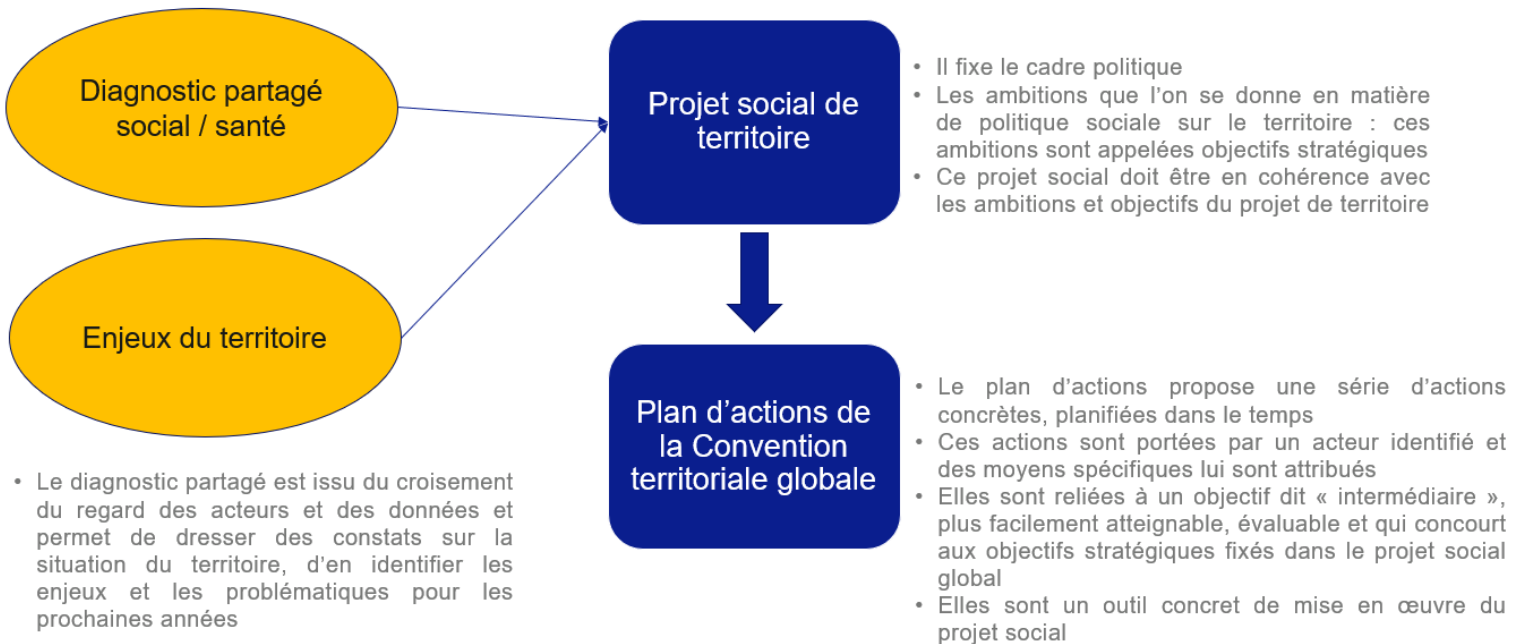 Diagnostic partagé
social / santé
Enjeux du territoire
• Le diagnostic partagé est issu du croisement
du regard des acteurs et des données et
permet de dresser des constats sur la
situation du territoire, d’en identifier les
enjeux et les problématiques pour les
prochaines années
Projet social de
territoire
• Il fixe le cadre politique
• Les ambitions que l’on se donne en matière
de politique sociale sur le territoire : ces
ambitions sont appelées objectifs stratégiques
• Ce projet social doit être en cohérence avec
les ambitions et objectifs du projet de territoire
Plan d’actions de
la Convention
territoriale globale
• Le plan d’actions propose une série d’actions
concrètes, planifiées dans le temps
• Ces actions sont portées par un acteur identifié et
des moyens spécifiques lui sont attribués
• Elles sont reliées à un objectif dit « intermédiaire »,
plus facilement atteignable, évaluable et qui concourt
aux objectifs stratégiques fixés dans le projet social
global
• Elles sont un outil concret de mise en œuvre du
projet social